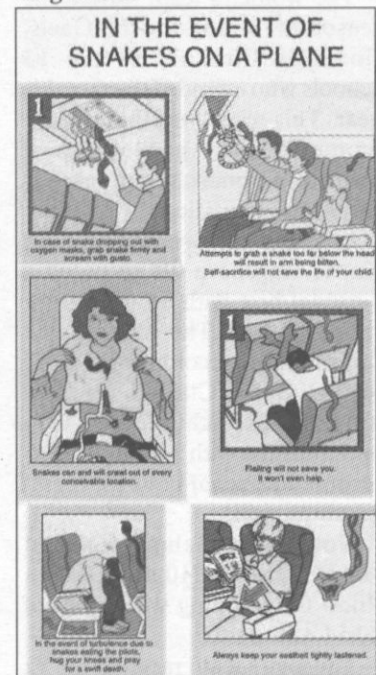 IN THE EVENT OF
SNAKES ON A PLANE
1
In case of snake dropping out with
oxygen masks, grab snake firmly and
scream with gusto.
Attempts to grab a snake too far below the head
will result in arm being bitten.
Self-sacrifice will not save the life of your child.
Snakes can and will crawl out of every
conceivable location.
1
Flailing will not save you.
It won't even help.
In the event of turbulence due to
snakes eating the pilots,
hug your knees and pray
for a swift death.
Always keep your seatbelt tightly fastened.